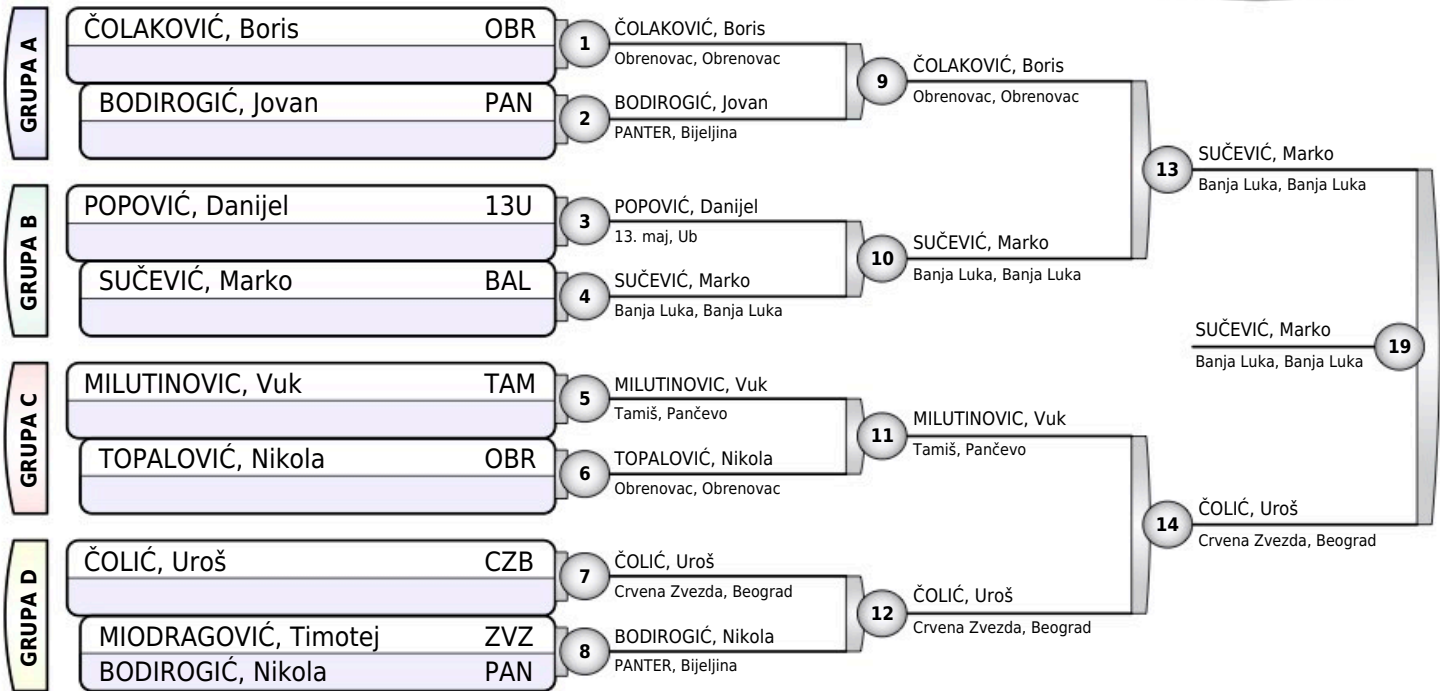 GRUPA A
ČOLAKOVIĆ, Boris OBR
BODIROGIĆ, Jovan PAN
GRUPA B
POPOVIĆ, Danijel 13U
SUČEVIĆ, Marko BAL
GRUPA C
MILUTINOVIC, Vuk TAM
TOPALOVIĆ, Nikola OBR
GRUPA D
ČOLIĆ, Uroš CZB
MIODRAGOVIĆ, Timotej ZVZ
BODIROGIĆ, Nikola PAN
1
ČOLAKOVIĆ, Boris
Obrenovac, Obrenovac
2
BODIROGIĆ, Jovan
PANTER, Bijeljina
3
POPOVIĆ, Danijel
13. maj, Ub
4
SUČEVIĆ, Marko
Banja Luka, Banja Luka
5
MILUTINOVIC, Vuk
Tamiš, Pančevo
6
TOPALOVIĆ, Nikola
Obrenovac, Obrenovac
7
ČOLIĆ, Uroš
Crvena Zvezda, Beograd
8
BODIROGIĆ, Nikola
PANTER, Bijeljina
9
ČOLAKOVIĆ, Boris
Obrenovac, Obrenovac
10
SUČEVIĆ, Marko
Banja Luka, Banja Luka
11
MILUTINOVIC, Vuk
Tamiš, Pančevo
12
ČOLIĆ, Uroš
Crvena Zvezda, Beograd
13
SUČEVIĆ, Marko
Banja Luka, Banja Luka
14
ČOLIĆ, Uroš
Crvena Zvezda, Beograd
SUČEVIĆ, Marko
Banja Luka, Banja Luka
19